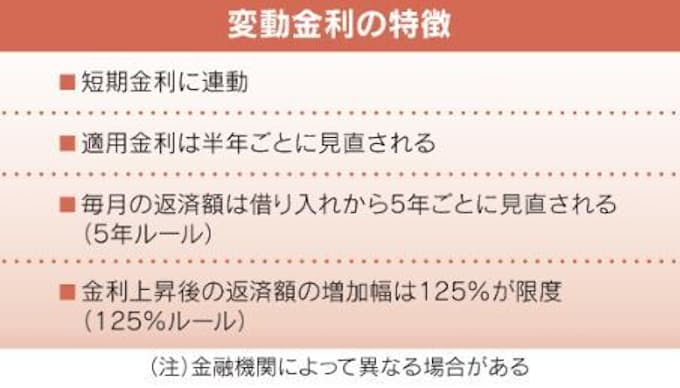 変動金利の特徴
■短期金利に連動
■適用金利は半年ごとに見直される
■毎月の返済額は借り入れから5年ごとに見直される
(5年ルール)
■金利上昇後の返済額の増加幅は125%が限度
(125%ルール)
(注)金融機関によって異なる場合がある